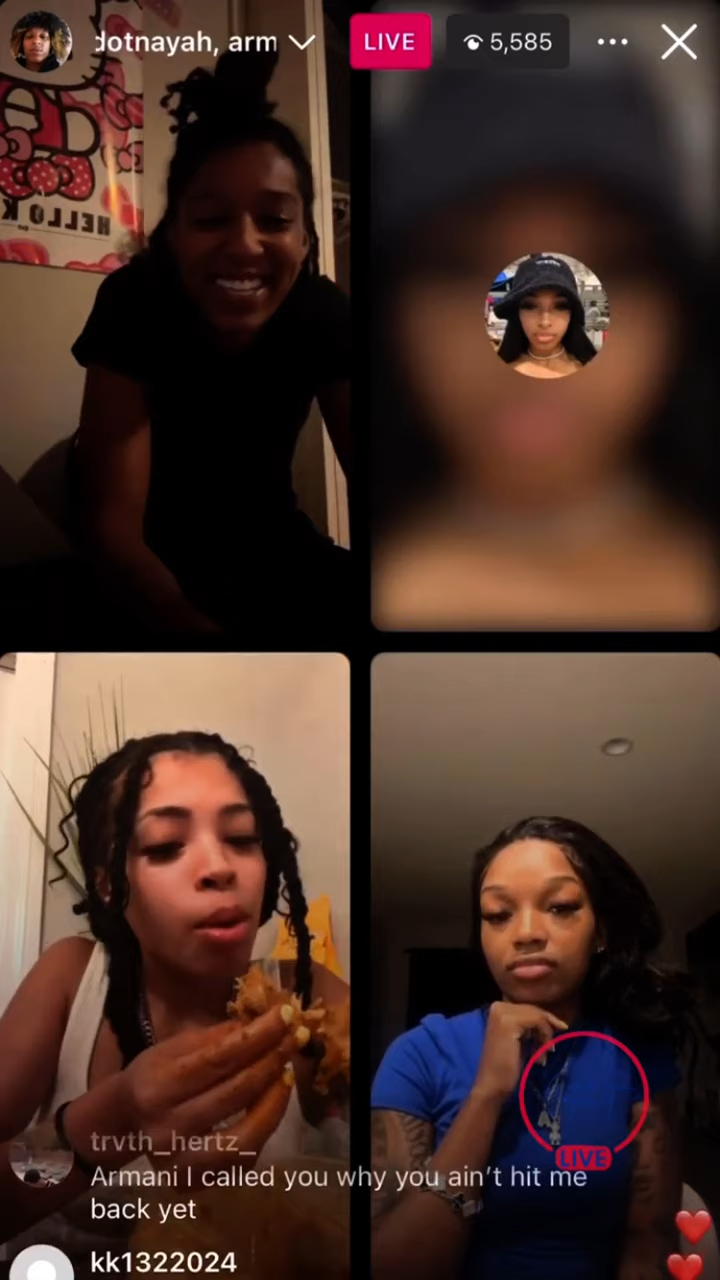 dotnayah, arm
LIVE
5,585
HELLO K
LIVE
trvth_hertz_
Armani I called you why you ain't hit me
back yet
kk1322024